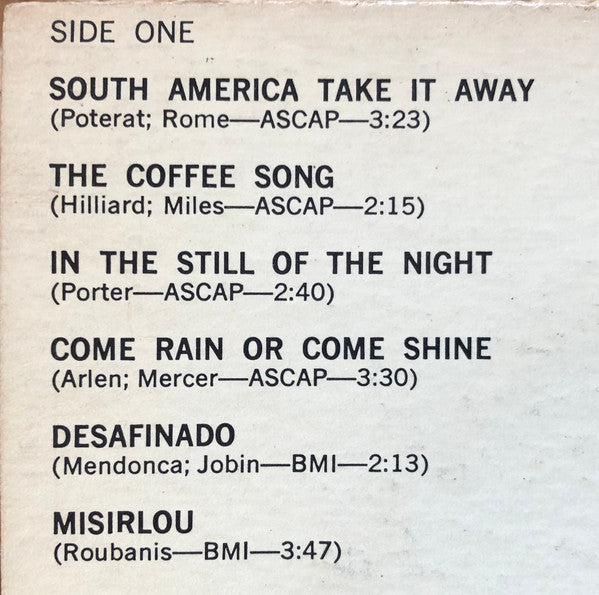 SIDE ONE
SOUTH AMERICA TAKE IT AWAY
(Poterat; Rome—ASCAP—3:23)
THE COFFEE SONG
(Hilliard; Miles—ASCAP—2:15)
IN THE STILL OF THE NIGHT
(Porter—ASCAP—2:40)
COME RAIN OR COME SHINE
(Arlen; Mercer—ASCAP—3:30)
DESAFINADO
(Mendonca; Jobin—BMI—2:13)
MISIRLOU
(Roubanis—BMI—3:47)